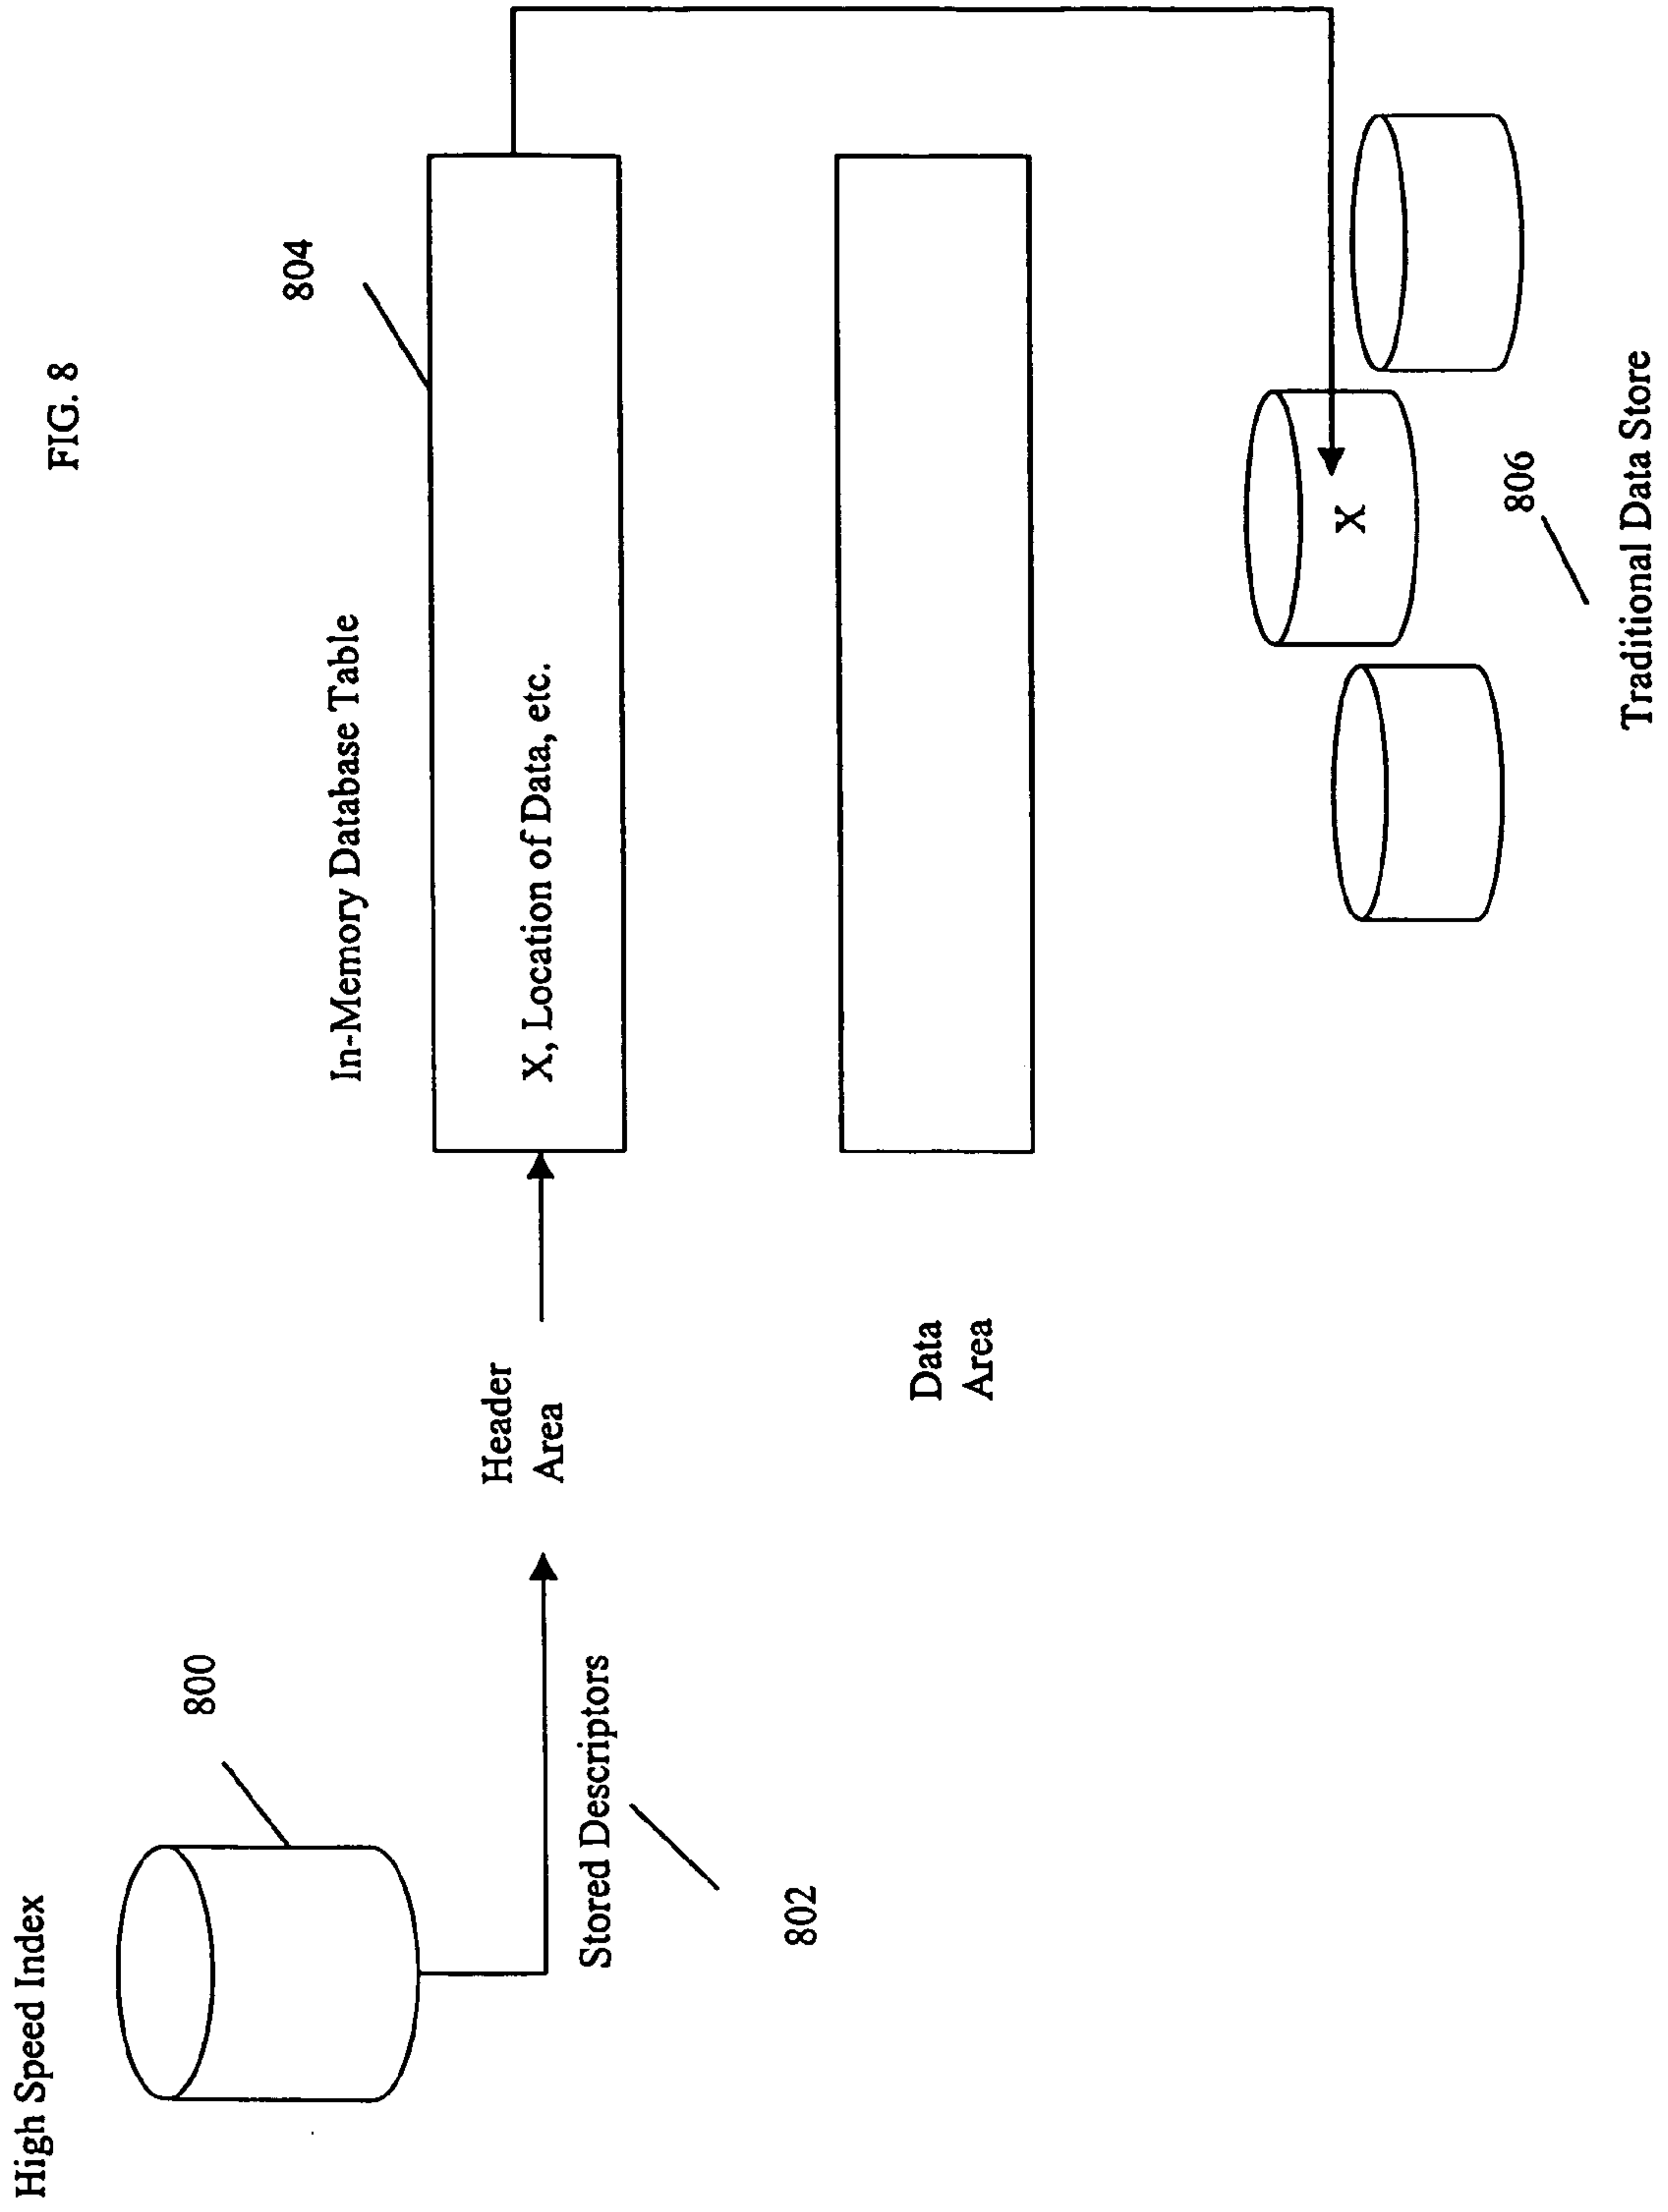 FIG. 8
High Speed Index
800
804
In-Memory Database Table
Header
Area
X, Location of Data, etc.
Stored Descriptors
802
Data
Area
X
806
Traditional Data Store